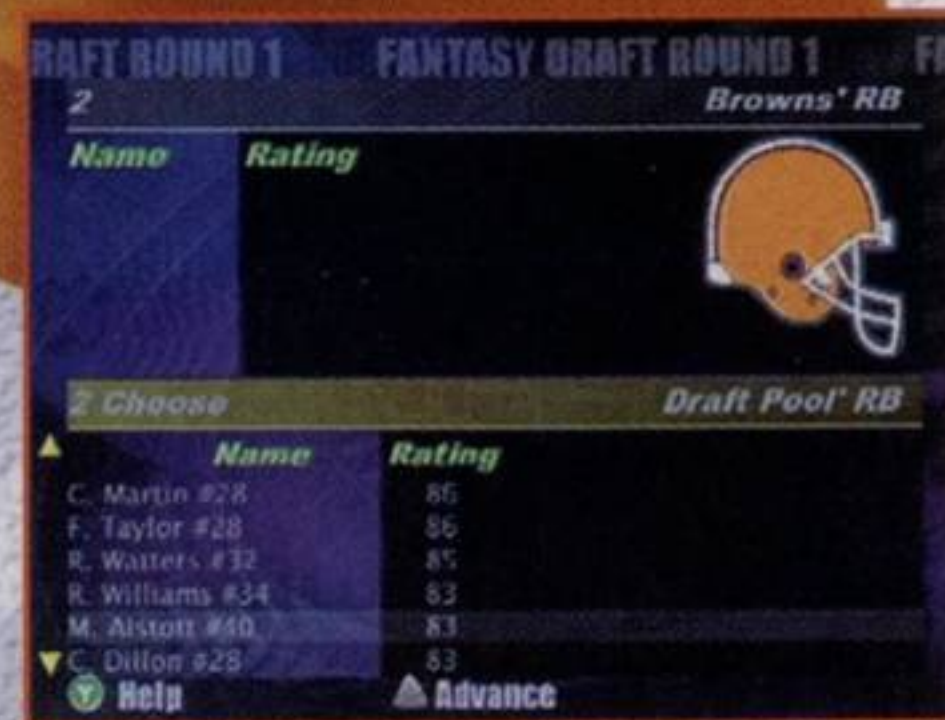 RAFT ROUND 1 FANTASY DRAFT ROUND 1 FA
2 Browns' RB
Name Rating
2 Choose Draft Pool' RB
Name Rating
C. Martin #28 86
F. Taylor #28 86
R. Watters #32 85
R. Williams #34 83
M. Alstott #40 83
C. Dillon #28 83
Y Help Advance